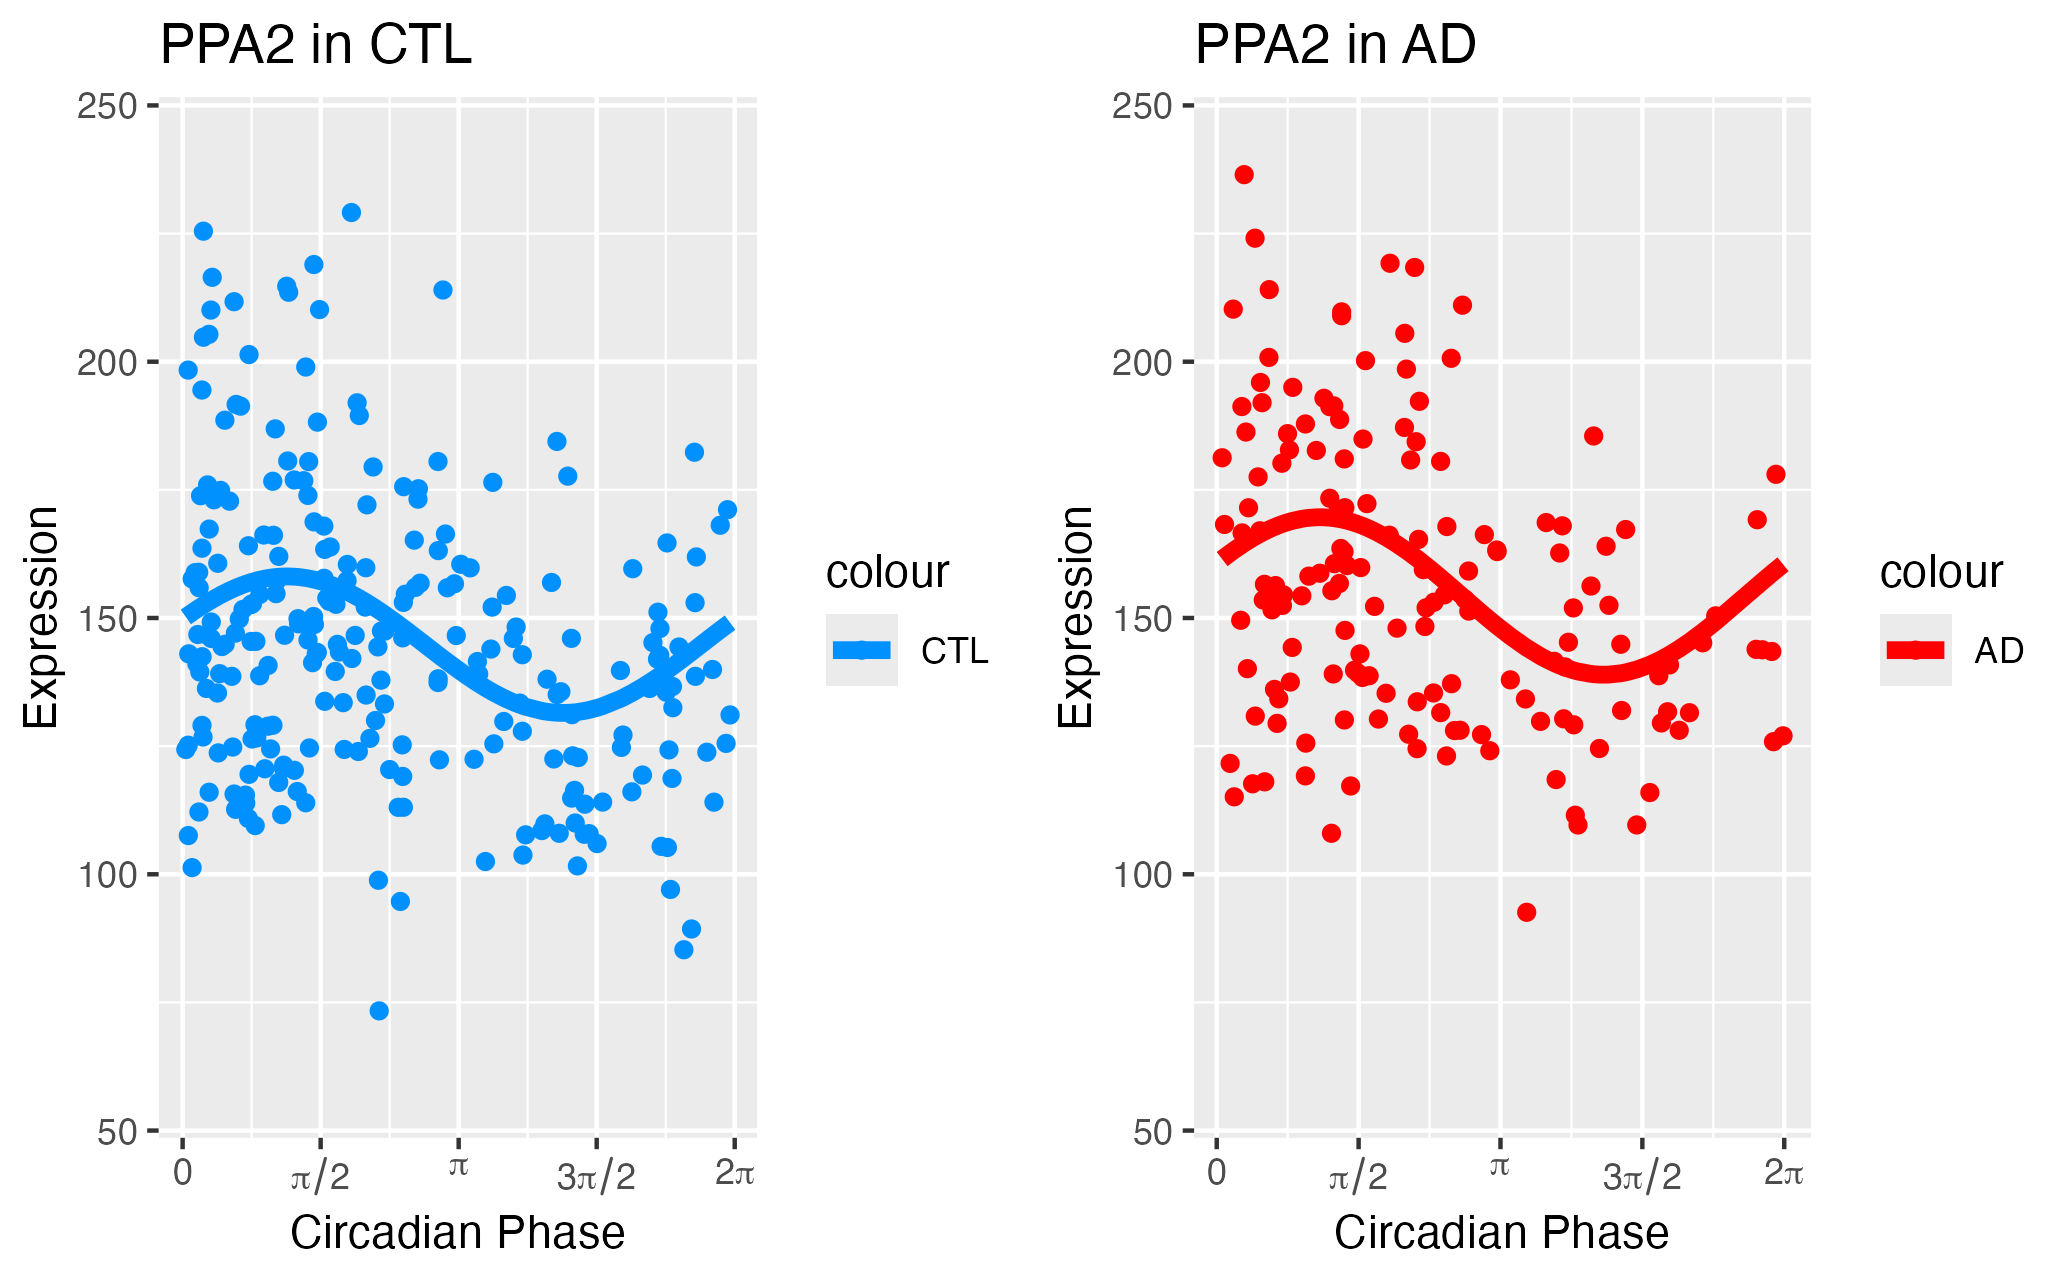 PPA2 in CTL
250
200
150
100
50
Expression
0 π/2 π 3π/2 2π
Circadian Phase
colour
CTL
PPA2 in AD
250
200
150
100
50
Expression
0 π/2 π 3π/2 2π
Circadian Phase
colour
AD